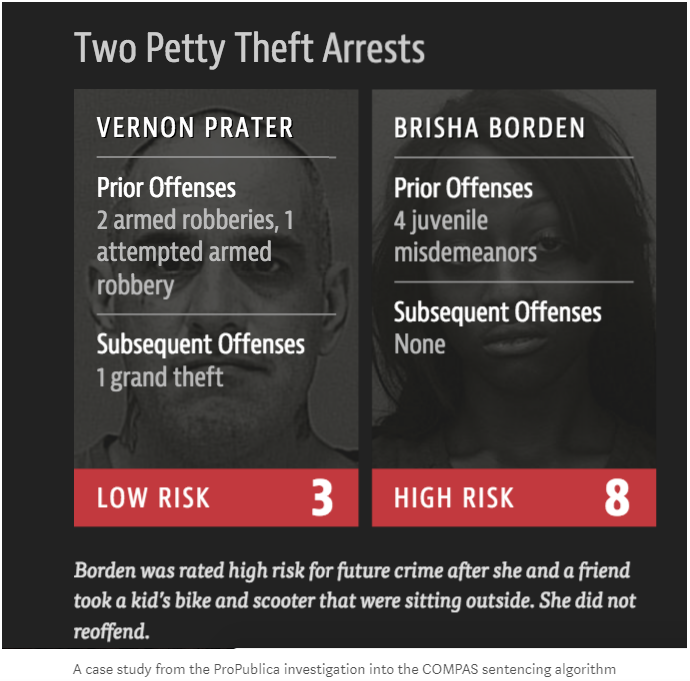 Two Petty Theft Arrests
VERNON PRATER
Prior Offenses
2 armed robberies, 1
attempted armed
robbery
Subsequent Offenses
1 grand theft
LOW RISK 3
BRISHA BORDEN
Prior Offenses
4 juvenile
misdemeanors
Subsequent Offenses
None
HIGH RISK 8
Borden was rated high risk for future crime after she and a friend
took a kid's bike and scooter that were sitting outside. She did not
reoffend.
A case study from the ProPublica investigation into the COMPAS sentencing algorithm